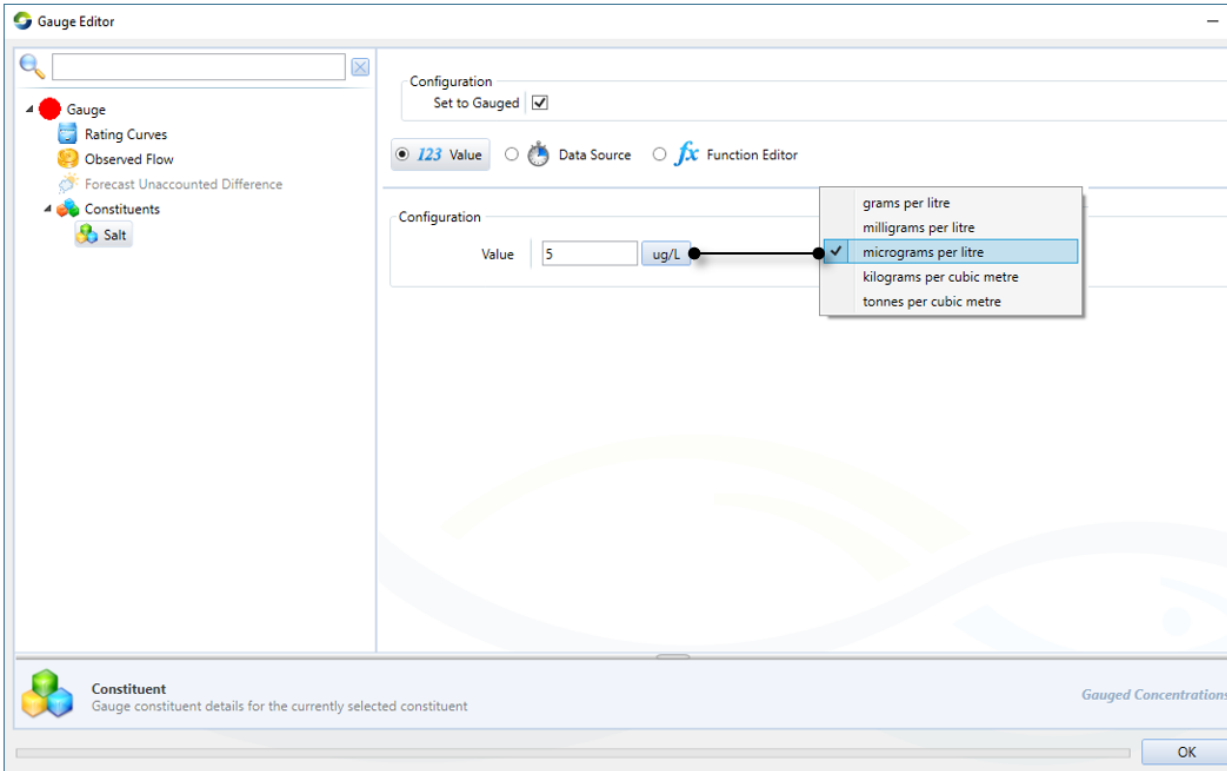 Gauge Editor
Configuration
Set to Gauged
Gauge
Rating Curves
Observed Flow
Forecast Unaccounted Difference
Constituents
Salt
123 Value
Data Source
fx Function Editor
Configuration
Value 5 ug/L
grams per litre
milligrams per litre
micrograms per litre
kilograms per cubic metre
tonnes per cubic metre
Constituent
Gauge constituent details for the currently selected constituent
Gauged Concentrations
OK